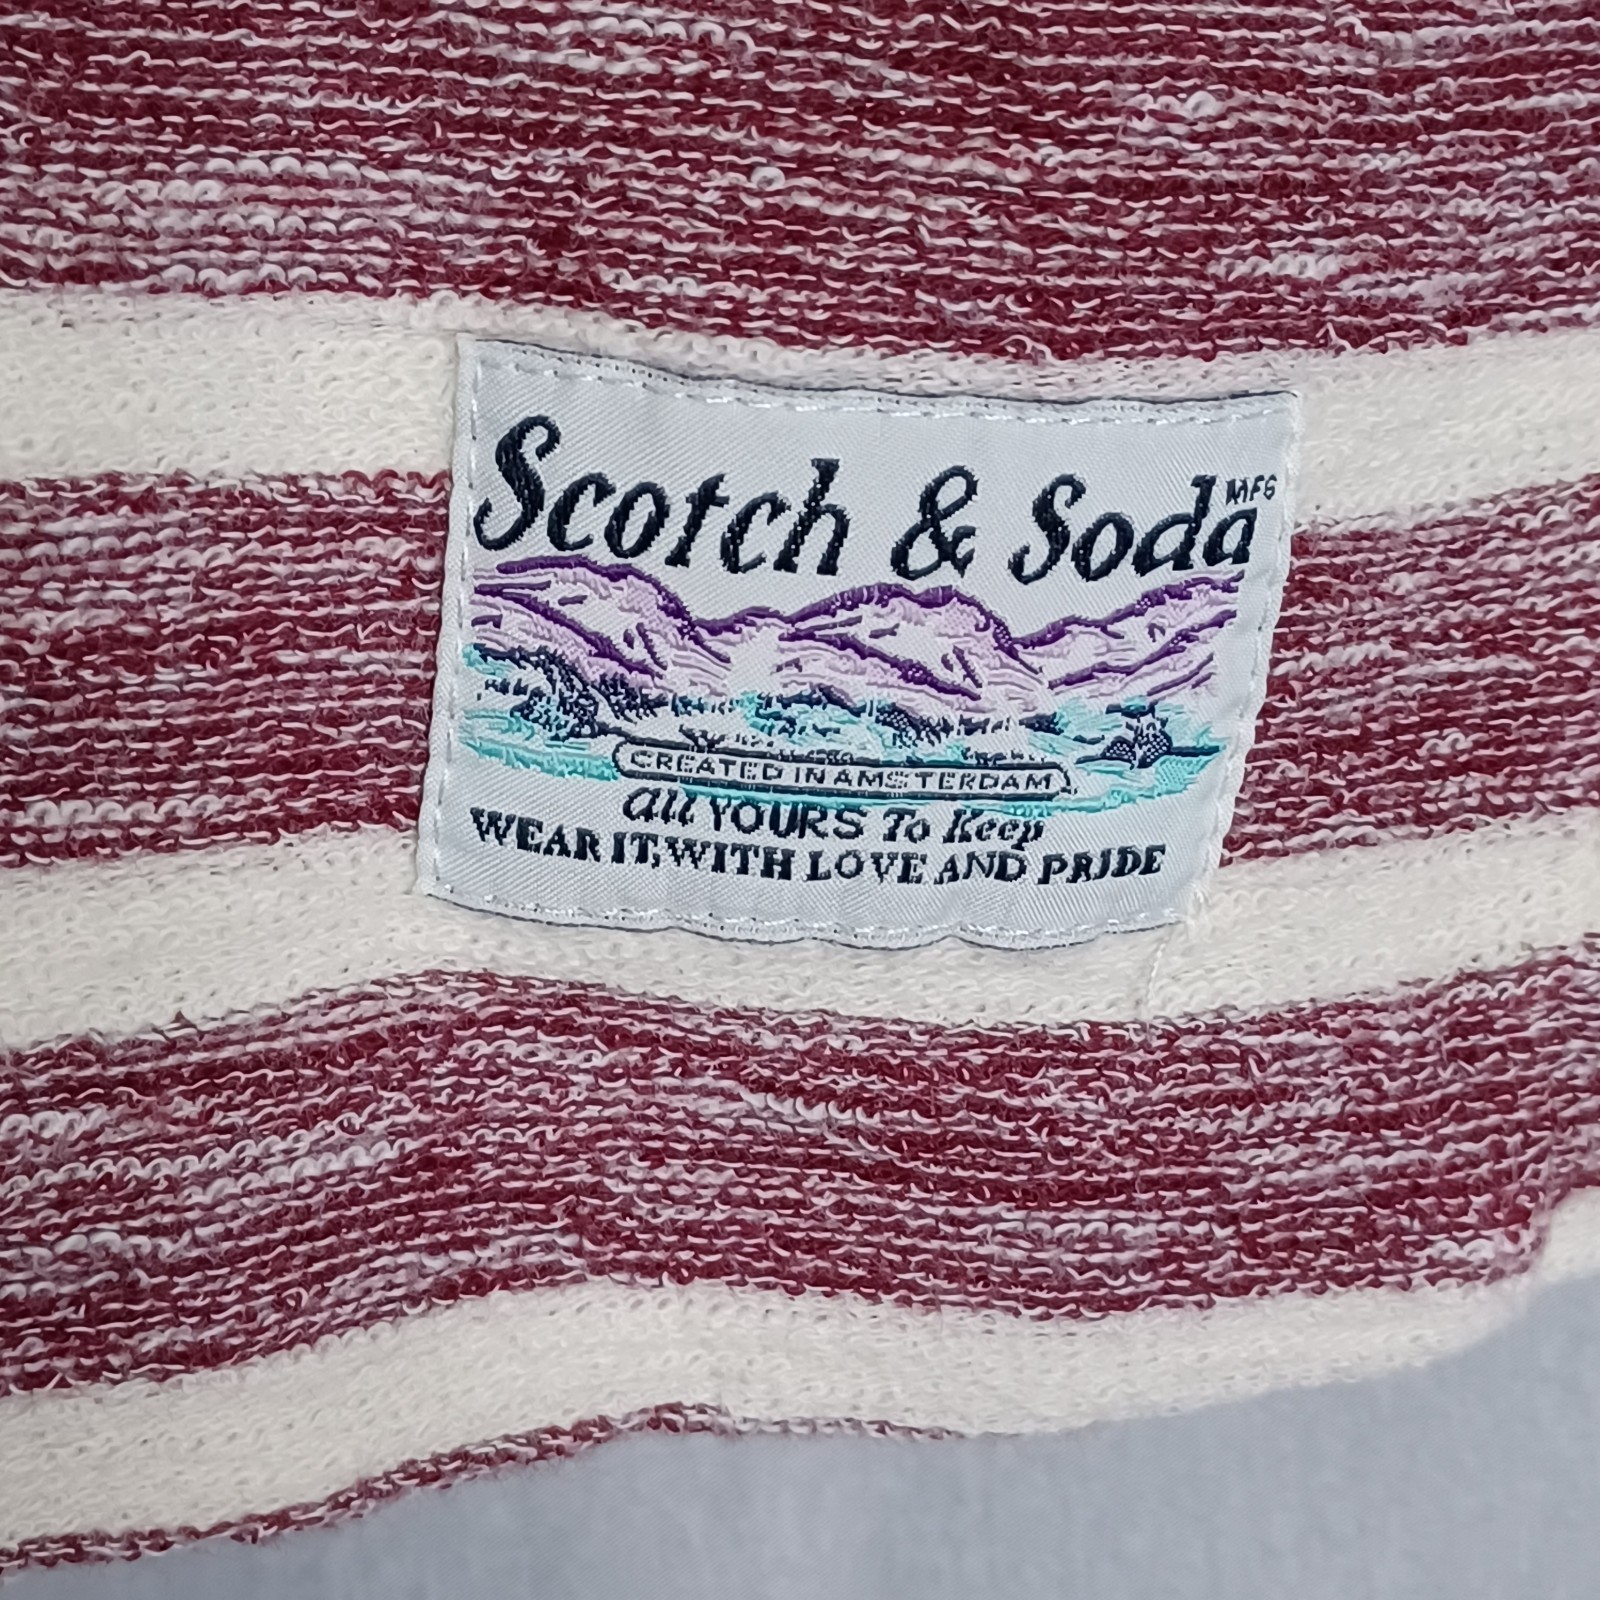 Scotch & Soda MFG
CREATED IN AMSTERDAM
all YOURS To Keep
WEAR IT, WITH LOVE AND PRIDE